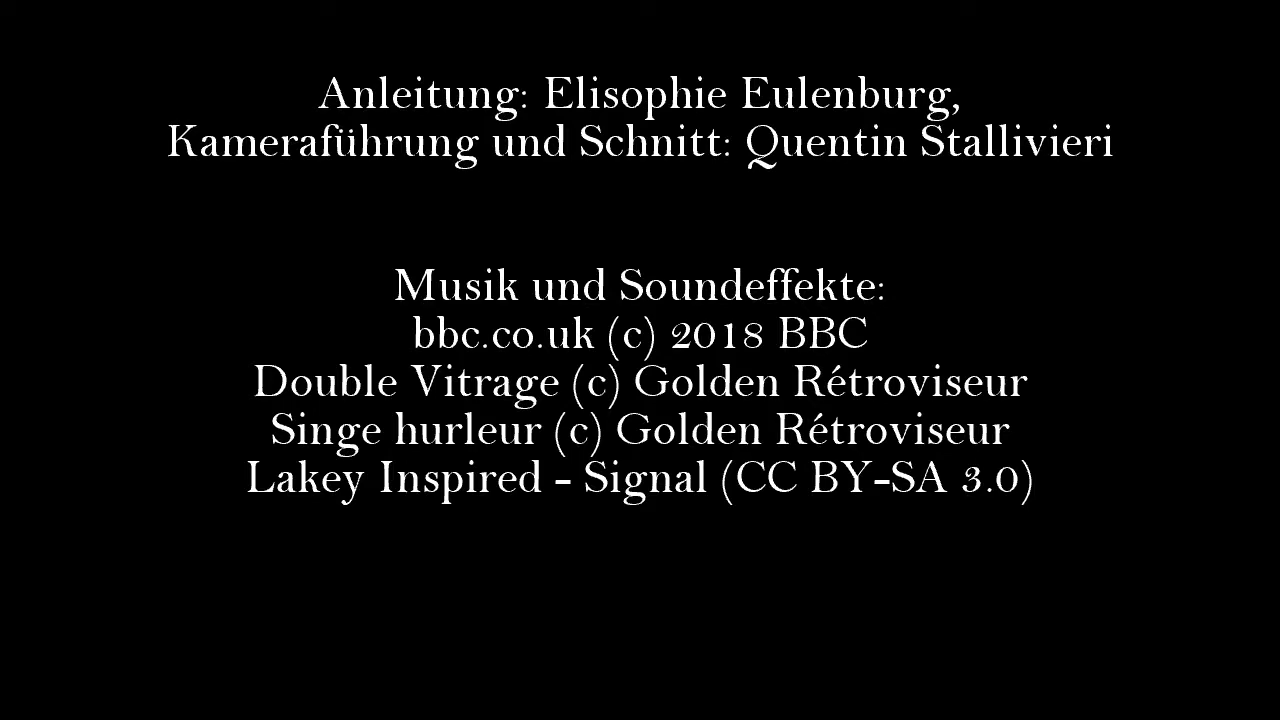 Anleitung: Elisophie Eulenburg,
Kameraführung und Schnitt: Quentin Stallivieri
Musik und Soundeffekte:
bbc.co.uk (c) 2018 BBC
Double Vitrage (c) Golden Rétroviseur
Singe hurleur (c) Golden Rétroviseur
Lakey Inspired - Signal (CC BY-SA 3.0)